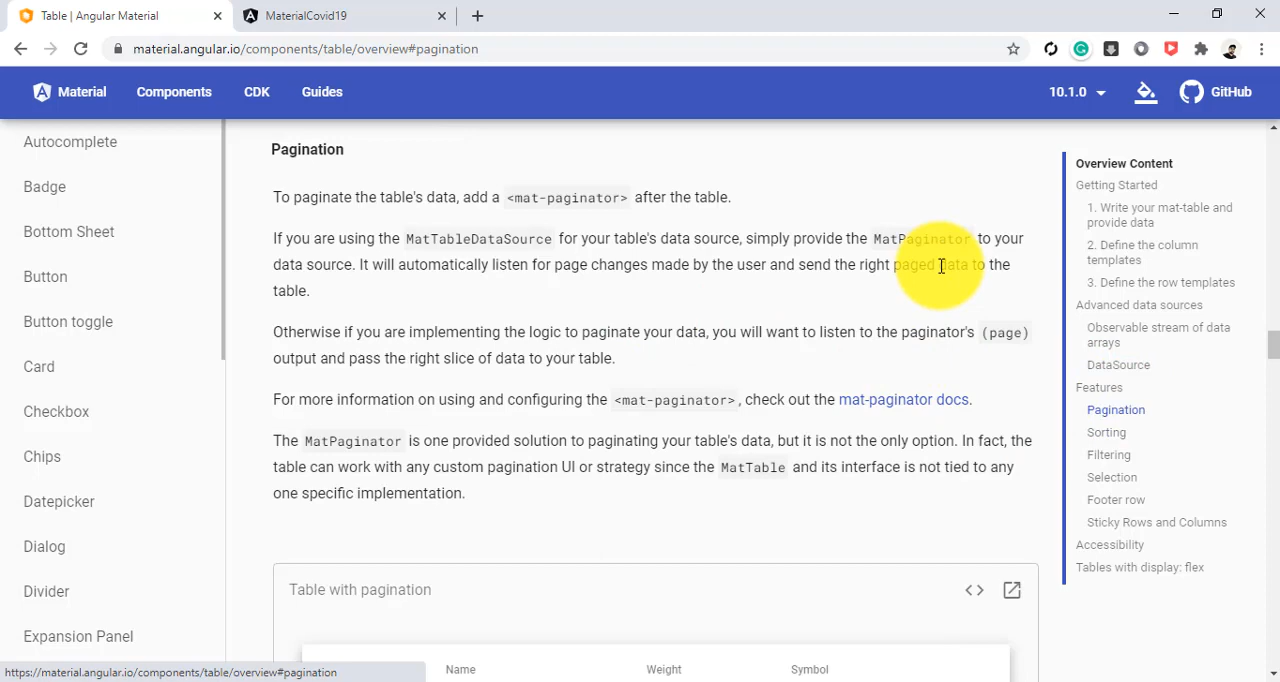 Table | Angular Material
MaterialCovid19
material.angular.io/components/table/overview#pagination
Material
Components
CDK
Guides
10.1.0
GitHub
Autocomplete
Badge
Bottom Sheet
Button
Button toggle
Card
Checkbox
Chips
Datepicker
Dialog
Divider
Expansion Panel
Pagination
To paginate the table's data, add a <mat-paginator> after the table.
If you are using the MatTableDataSource for your table's data source, simply provide the MatPaginator to your
data source. It will automatically listen for page changes made by the user and send the right paged data to the
table.
Otherwise if you are implementing the logic to paginate your data, you will want to listen to the paginator's (page)
output and pass the right slice of data to your table.
For more information on using and configuring the <mat-paginator>, check out the mat-paginator docs.
The MatPaginator is one provided solution to paginating your table's data, but it is not the only option. In fact, the
table can work with any custom pagination UI or strategy since the MatTable and its interface is not tied to any
one specific implementation.
Table with pagination
Name Weight Symbol
Overview Content
Getting Started
1. Write your mat-table and
provide data
2. Define the column
templates
3. Define the row templates
Advanced data sources
Observable stream of data
arrays
DataSource
Features
Pagination
Sorting
Filtering
Selection
Footer row
Sticky Rows and Columns
Accessibility
Tables with display: flex
https://material.angular.io/components/table/overview#pagination